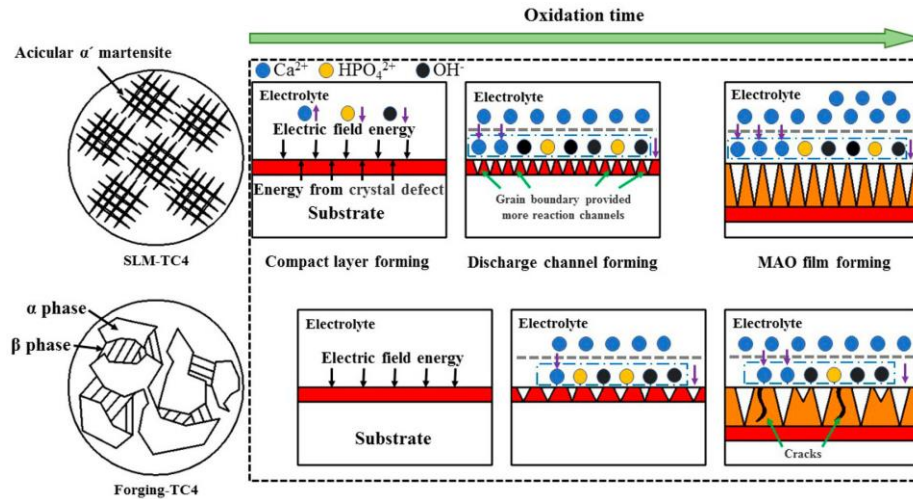 Oxidation time
Acicular α´ martensite
Ca²⁺ HPO₄²⁺ OH⁻
Electrolyte
Electric field energy
Energy from crystal defect
Substrate
Electrolyte
Grain boundary provided
more reaction channels
Electrolyte
SLM-TC4
Compact layer forming
Discharge channel forming
MAO film forming
α phase
β phase
Electrolyte
Electric field energy
Substrate
Electrolyte
Electrolyte
Cracks
Forging-TC4